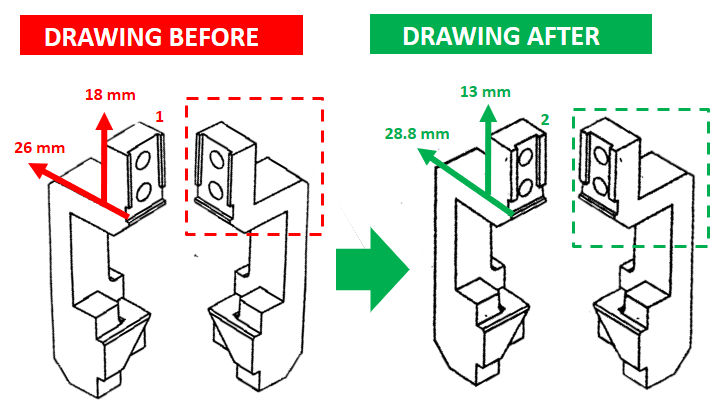 DRAWING BEFORE
DRAWING AFTER
18 mm
1
26 mm
13 mm
2
28.8 mm